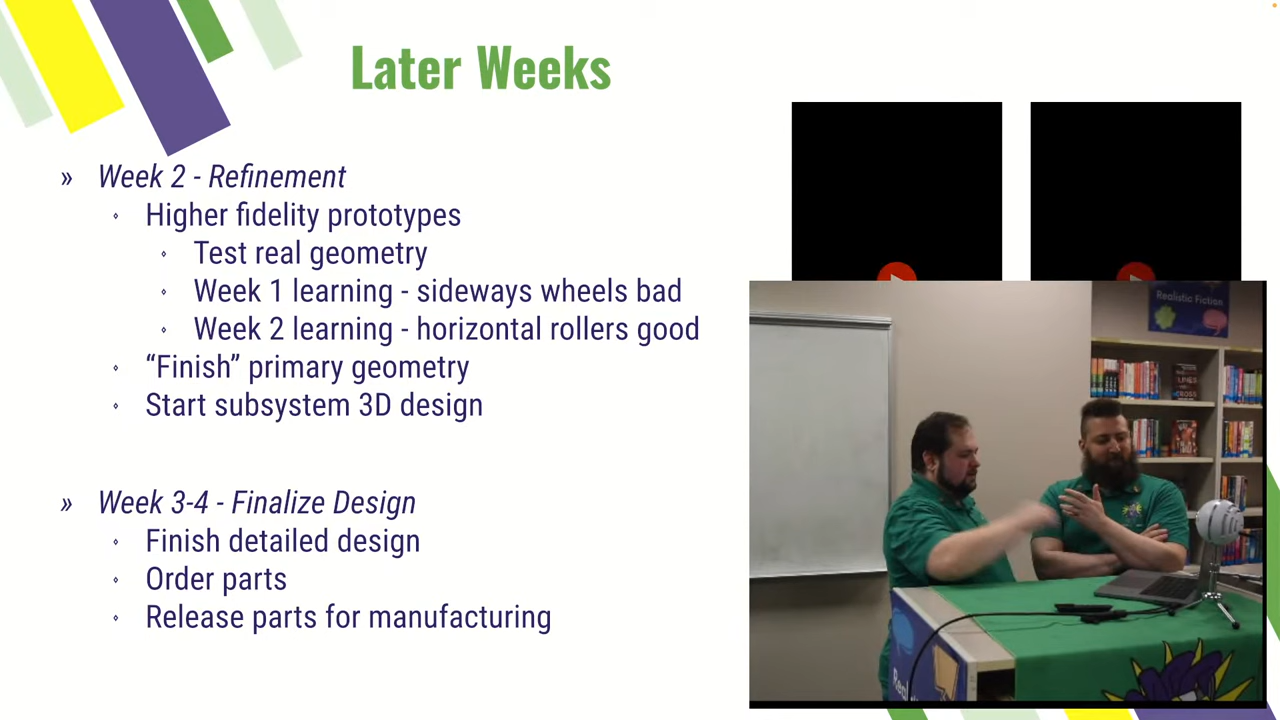 Later Weeks
» Week 2 - Refinement
Higher fidelity prototypes
Test real geometry
Week 1 learning - sideways wheels bad
Week 2 learning - horizontal rollers good
“Finish” primary geometry
Start subsystem 3D design
» Week 3-4 - Finalize Design
Finish detailed design
Order parts
Release parts for manufacturing
Realistic Fiction